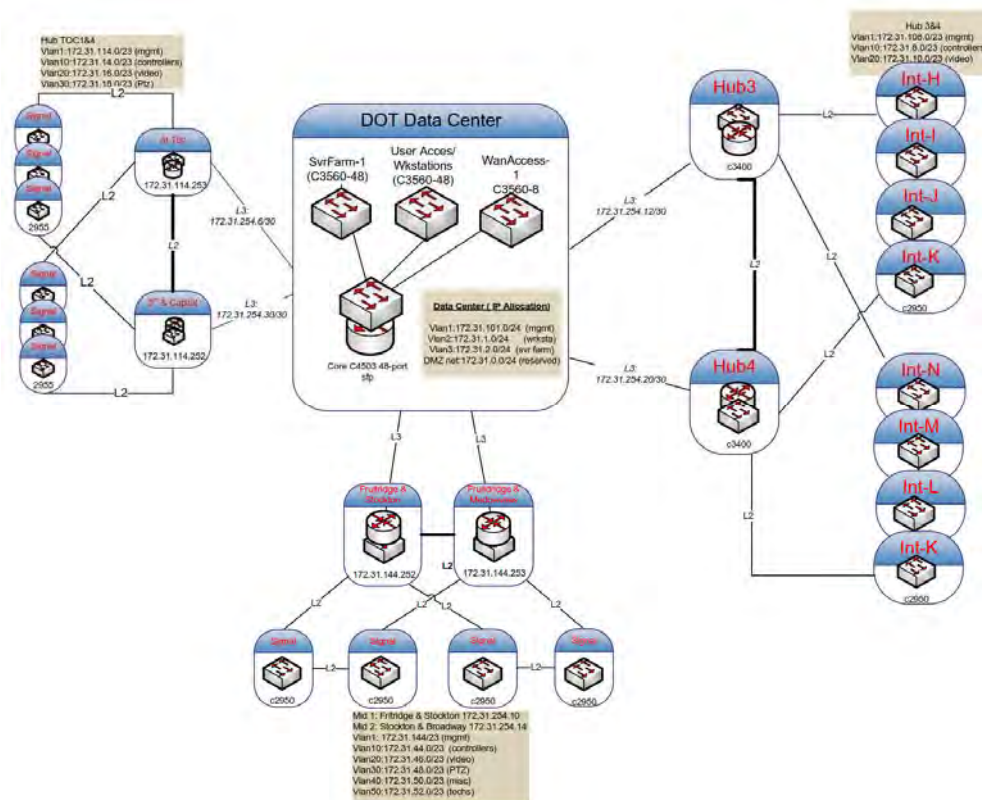 Hub TOC1&4
Vlan1:172.31.114.0/23 (mgmt)
Vlan10:172.31.14.0/23 (controllers)
Vlan20:172.31.16.0/23 (video)
Vlan30:172.31.18.0/23 (Ptz)
L2
Signal
Signal
Signal
2955
Signal
Signal
Signal
2955
L2
L2
L2
L2
172.31.114.253
172.31.114.252
L3:
172.31.254.6/30
L3:
172.31.254.30/30
DOT Data Center
SvrFarm-1
(C3560-48)
User Acces/
Wkstations
(C3560-48)
WanAccess-
1
C3560-8
Core C4503 48-port
sfp
Data Center ( IP Allocation)
Vlan1:172.31.101.0/24 (mgmt)
Vlan2:172.31.1.0/24 (wrksta)
Vlan3:172.31.2.0/24 (svr farm)
DMZ net:172.31.0.0/24 (reserved)
L3:
172.31.254.12/30
L3:
172.31.254.20/30
Hub3
c3400
L2
Hub4
c3400
L2
L2
L2
L2
Hub 3&4
Vlan1:172.31.108.0/23 (mgmt)
Vlan10:172.31.8.0/23 (controllers
Vlan20:172.31.10.0/23 (video)
Int-H
Int-I
Int-J
Int-K
c2950
Int-N
Int-M
Int-L
Int-K
c2950
L3
L3
Fruitridge &
Stockton
172.31.144.252
L2
172.31.144.253
L2
L2
L2
L2
Signal
c2950
L2
Signal
c2950
Signal
c2950
L2
c2950
Mid 1: Fritridge & Stockton 172.31.254.10
Mid 2: Stockton & Broadway 172.31.254.14
Vlan1: 172.31.144/23 (mgmt)
Vlan10:172.31.44.0/23 (controllers)
Vlan20:172.31.46.0/23 (video)
Vlan30:172.31.48.0/23 (PTZ)
Vlan40:172.31.50.0/23 (misc)
Vlan50:172.31.52.0/23 (techs)